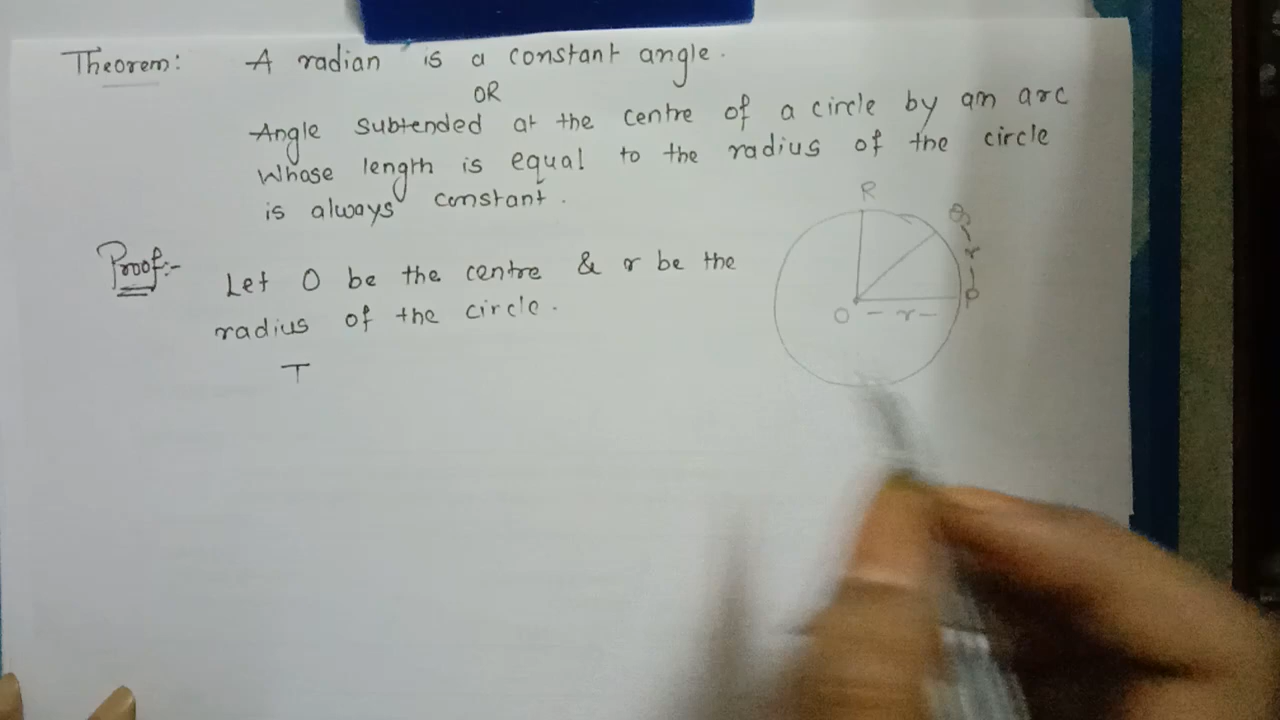 Theorem: A radian is a constant angle.
OR
Angle subtended at the centre of a circle by an arc
Whose length is equal to the radius of the circle
is always constant.
Proof:- Let O be the centre & r be the
radius of the circle.
T
R
Q
- r -
P
O - r -